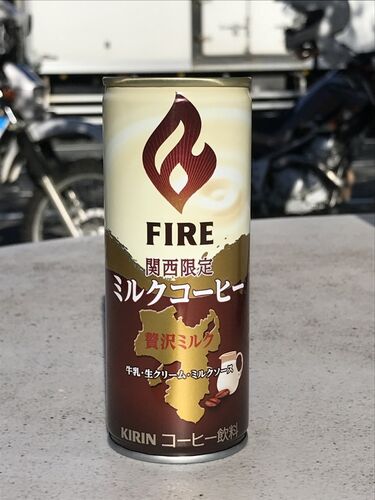 FIRE
関西限定
ミルクコーヒー
贅沢ミルク
牛乳・生クリーム・ミルクソース
KIRIN コーヒー飲料